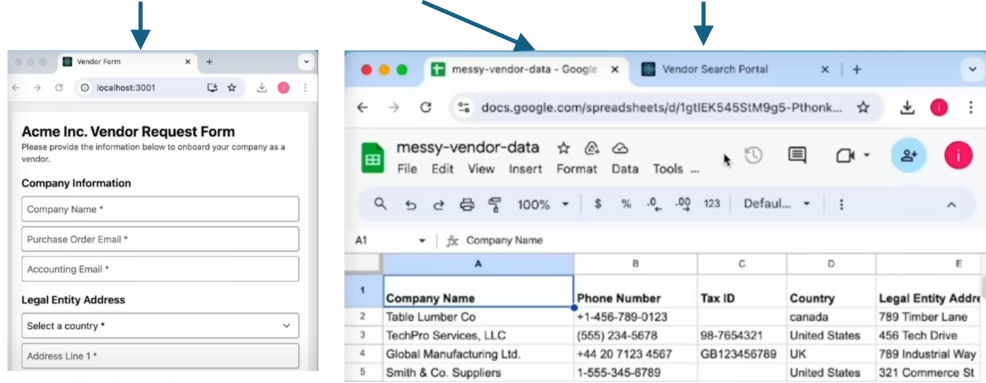 Vendor Form
localhost:3001
Acme Inc. Vendor Request Form
Please provide the information below to onboard your company as a
vendor.
Company Information
Company Name *
Purchase Order Email *
Accounting Email *
Legal Entity Address
Select a country *
Address Line 1 *
messy-vendor-data - Google
Vendor Search Portal
docs.google.com/spreadsheets/d/1gtIEK545StM9g5-Pthonk...
i
messy-vendor-data
File Edit View Insert Format Data Tools ...
i
100% $ % .0 .00 123 Defaul...
A1 fx Company Name
A B C D E
1 Company Name Phone Number Tax ID Country Legal Entity Addre
2 Table Lumber Co +1-456-789-0123 canada 789 Timber Lane
3 TechPro Services, LLC (555) 234-5678 98-7654321 United States 456 Tech Drive
4 Global Manufacturing Ltd. +44 20 7123 4567 GB123456789 UK 789 Industrial Way
5 Smith & Co. Suppliers 1-555-345-6789 United States 321 Commerce St